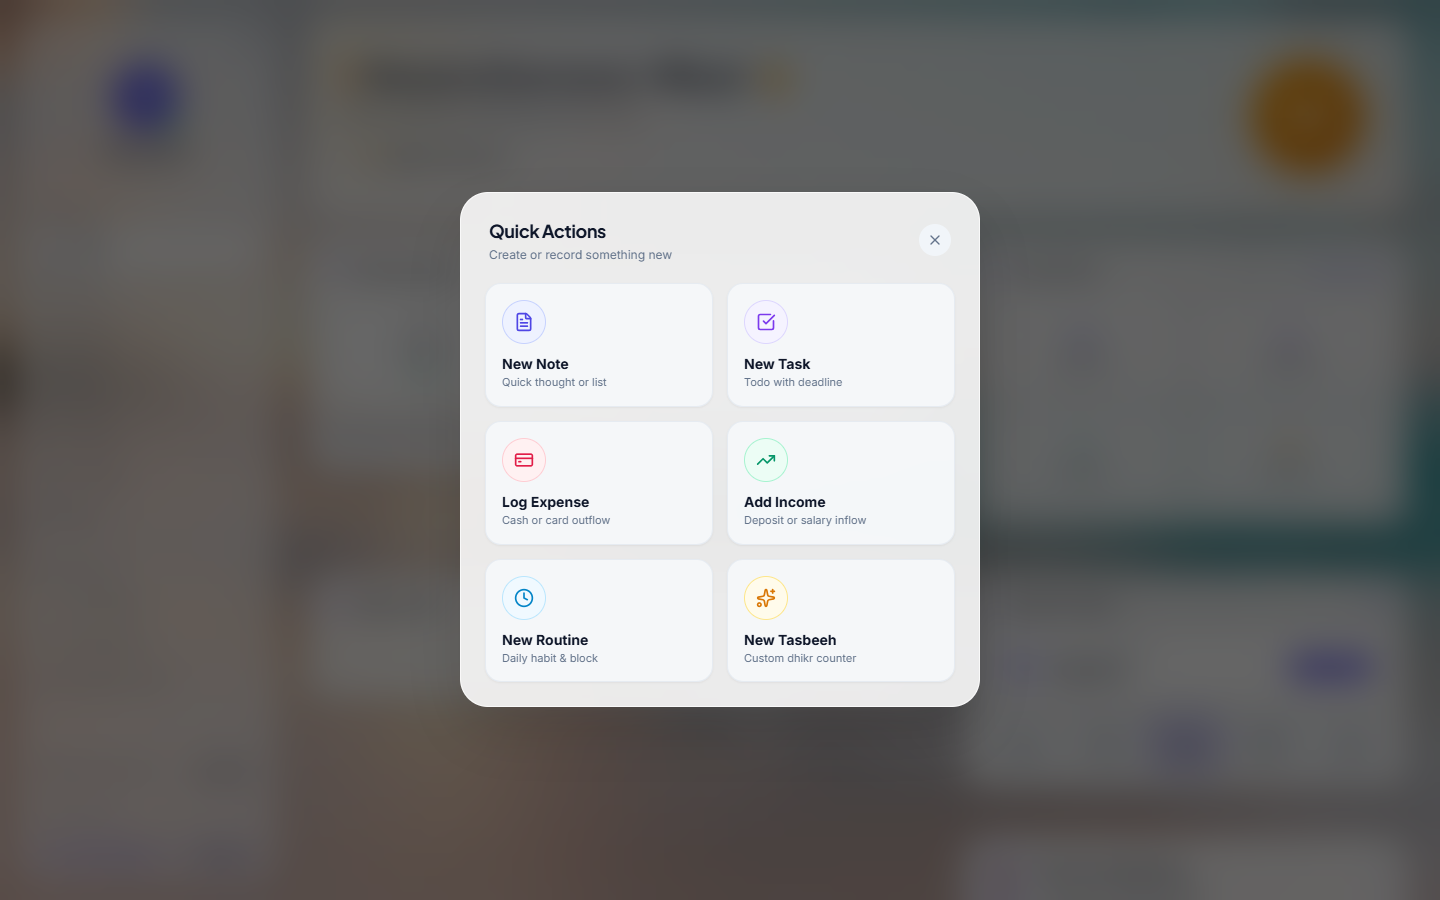 Quick Actions
Create or record something new
New Note
Quick thought or list
New Task
Todo with deadline
Log Expense
Cash or card outflow
Add Income
Deposit or salary inflow
New Routine
Daily habit & block
New Tasbeeh
Custom dhikr counter